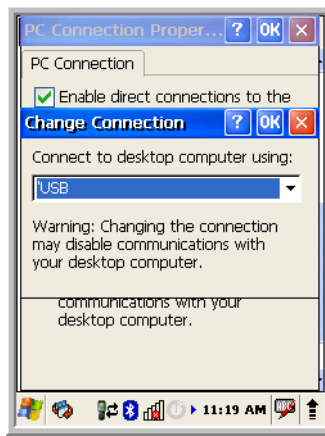 PC Connection Proper... ? OK ×
PC Connection
Enable direct connections to the
Change Connection ? OK ×
Connect to desktop computer using:
'USB
Warning: Changing the connection
may disable communications with
your desktop computer.
communications with your
desktop computer.
11:19 AM